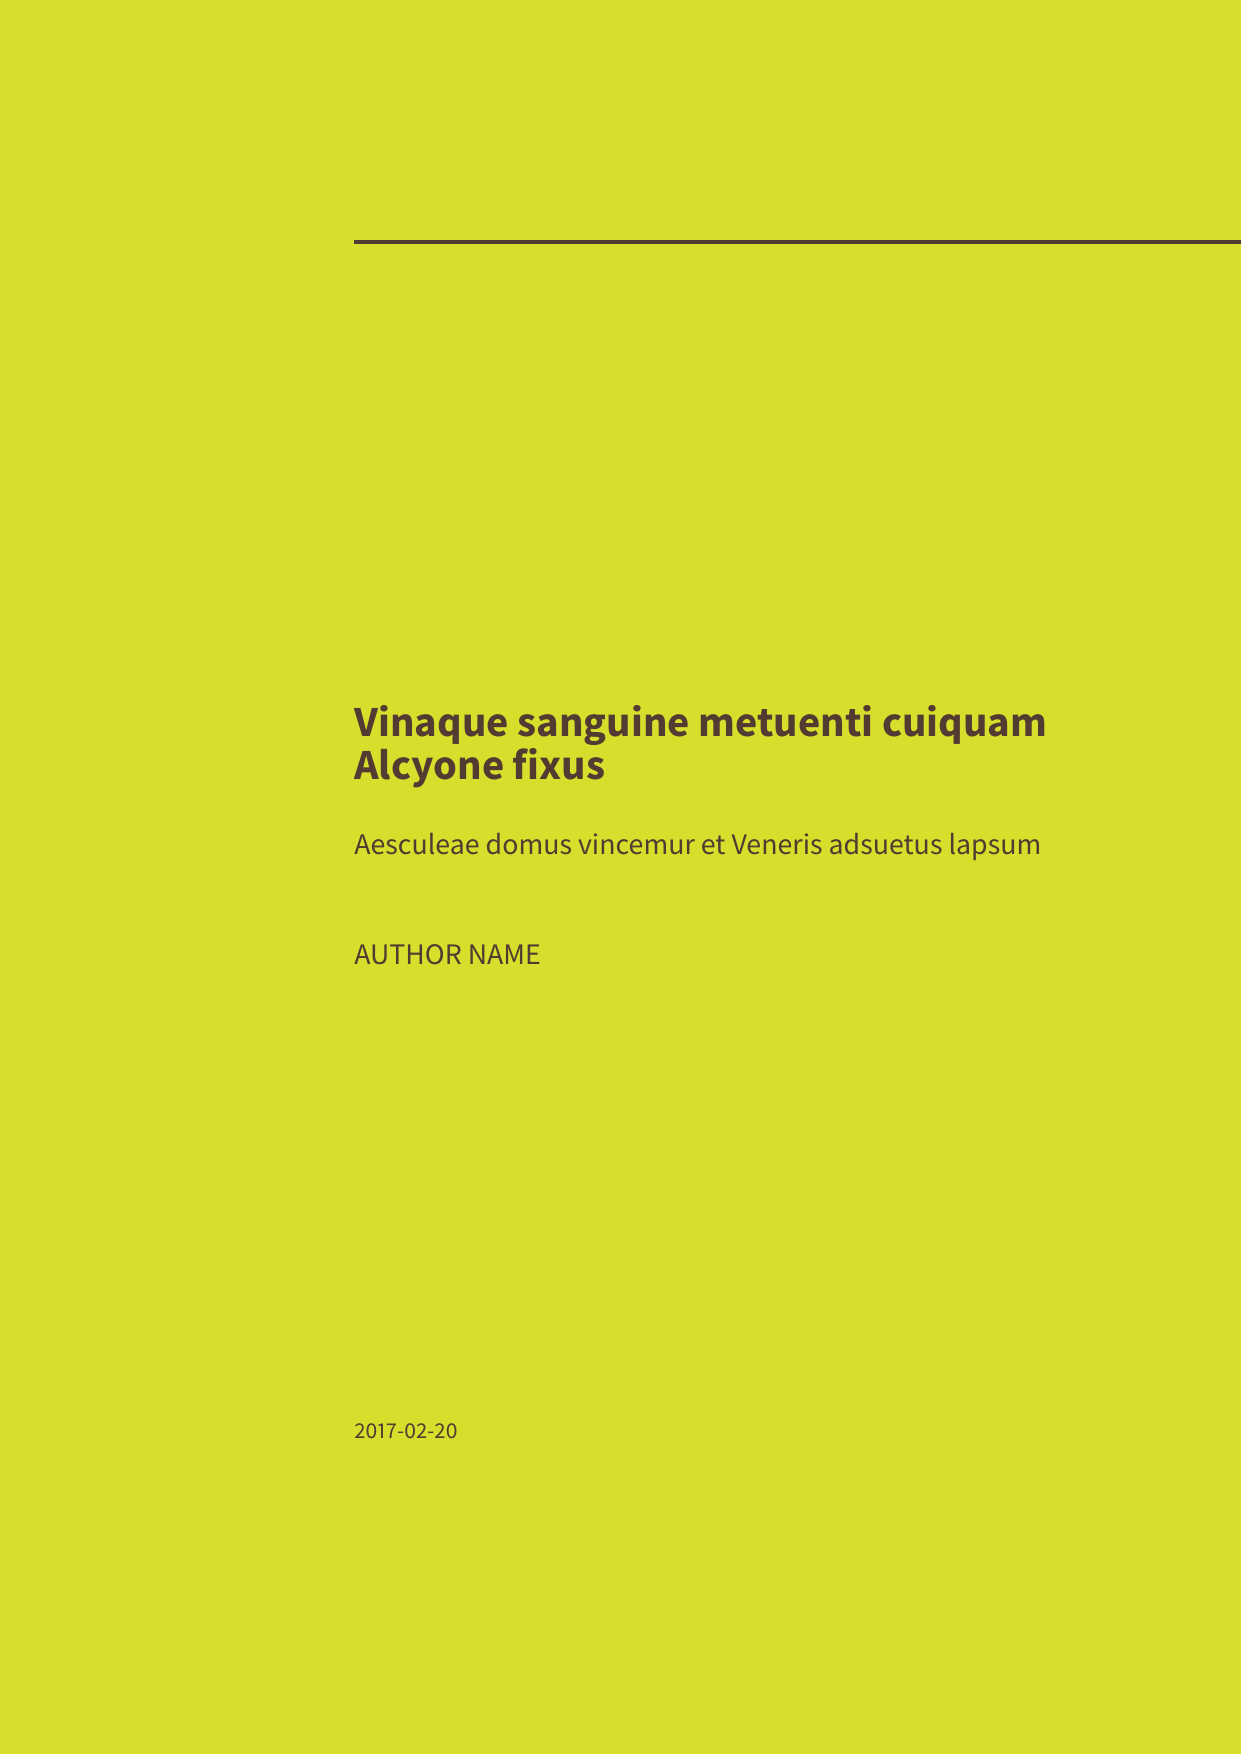 Vinaque sanguine metuenti cuiquam
Alcyone fixus
Aesculeae domus vincemur et Veneris adsuetus lapsum
AUTHOR NAME
2017-02-20